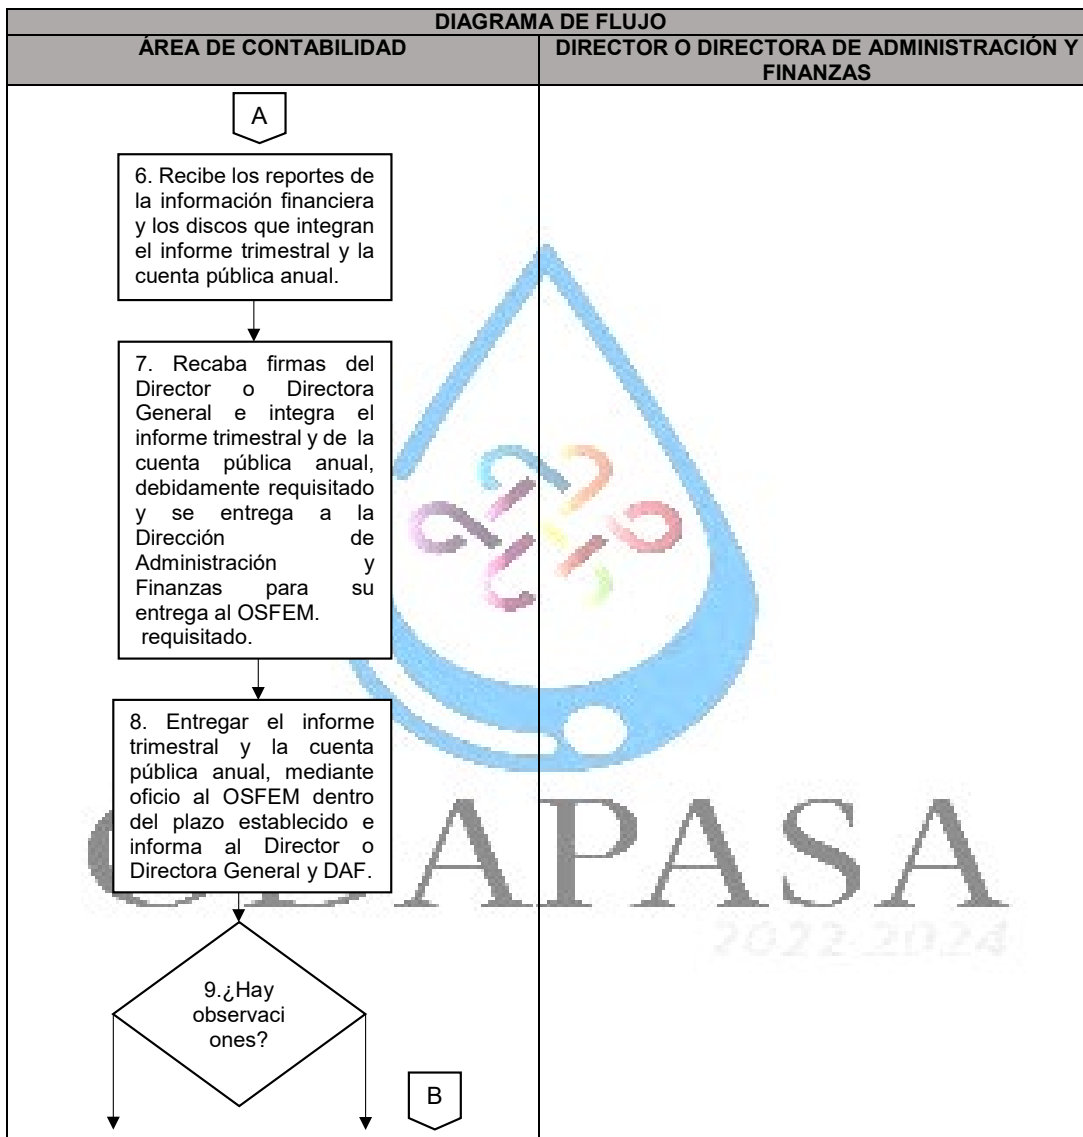 DIAGRAMA DE FLUJO
ÁREA DE CONTABILIDAD
DIRECTOR O DIRECTORA DE ADMINISTRACIÓN Y
FINANZAS
A
6. Recibe los reportes de
la información financiera
y los discos que integran
el informe trimestral y la
cuenta pública anual.
7. Recaba firmas del
Director o Directora
General e integra el
informe trimestral y de la
cuenta pública anual,
debidamente requisitado
y se entrega a la
Dirección de
Administración y
Finanzas para su
entrega al OSFEM.
requisitado.
8. Entregar el informe
trimestral y la cuenta
pública anual, mediante
oficio al OSFEM dentro
del plazo establecido e
informa al Director o
Directora General y DAF.
9.¿Hay
observaci
ones?
B
APASA
2022-2024